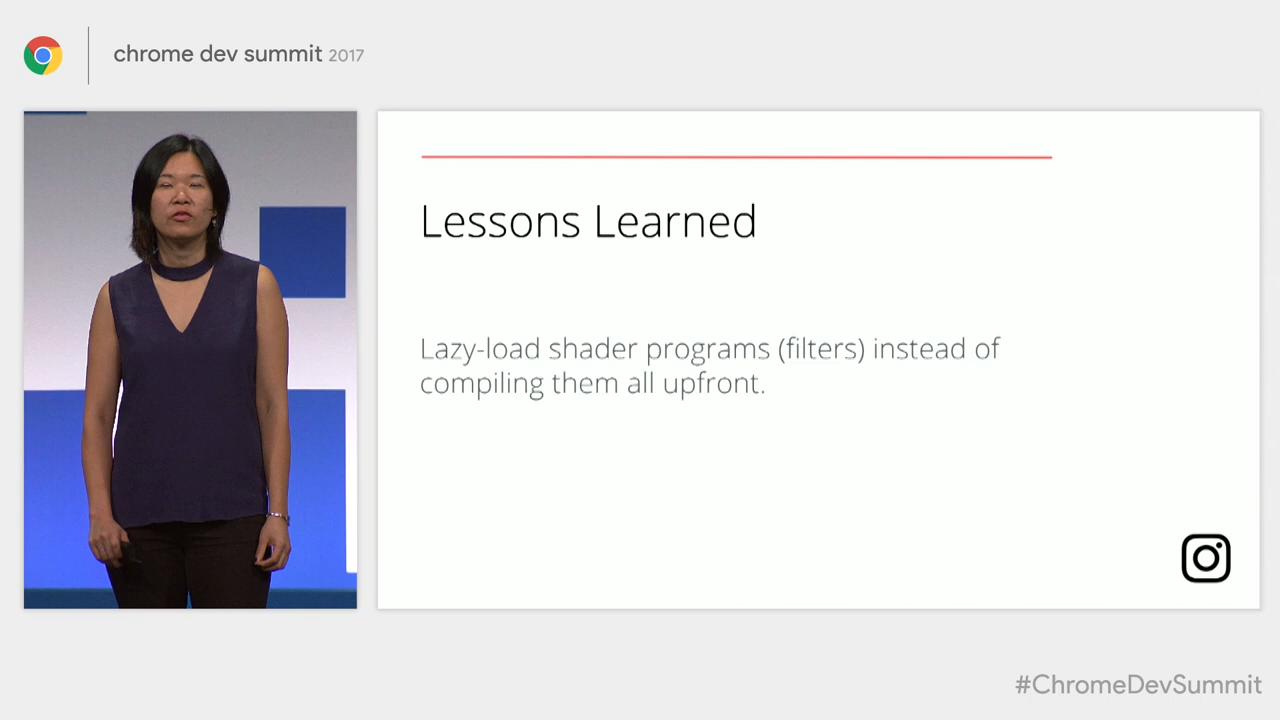 chrome dev summit 2017
Lessons Learned
Lazy-load shader programs (filters) instead of
compiling them all upfront.
#ChromeDevSummit